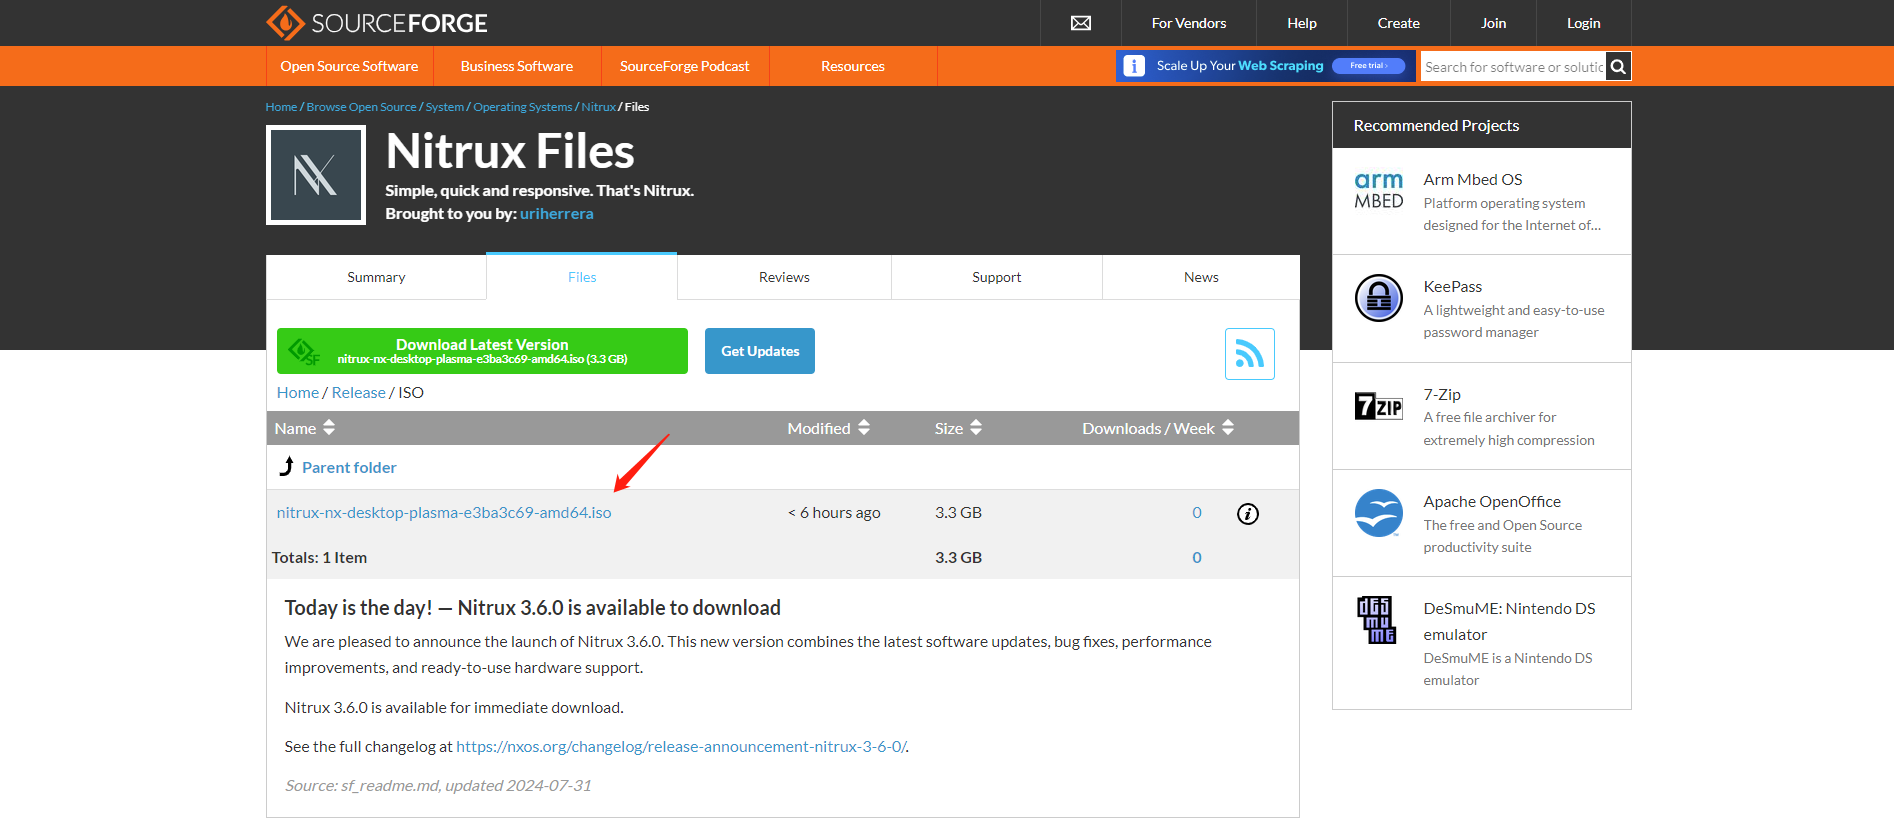 SOURCEFORGE
For Vendors
Help
Create
Join
Login
Open Source Software
Business Software
SourceForge Podcast
Resources
Scale Up Your Web Scraping
Free trial ›
Search for software or solutic
Home / Browse Open Source / System / Operating Systems / Nitrux / Files
Nitrux Files
Simple, quick and responsive. That's Nitrux.
Brought to you by: uriherrera
Summary
Files
Reviews
Support
News
Download Latest Version
nitrux-nx-desktop-plasma-e3ba3c69-amd64.iso (3.3 GB)
SF
Get Updates
Home / Release / ISO
Name Modified Size Downloads / Week
Parent folder
nitrux-nx-desktop-plasma-e3ba3c69-amd64.iso < 6 hours ago 3.3 GB 0 i
Totals: 1 Item 3.3 GB 0
Today is the day! — Nitrux 3.6.0 is available to download
We are pleased to announce the launch of Nitrux 3.6.0. This new version combines the latest software updates, bug fixes, performance
improvements, and ready-to-use hardware support.
Nitrux 3.6.0 is available for immediate download.
See the full changelog at https://nxos.org/changelog/release-announcement-nitrux-3-6-0/.
Source: sf_readme.md, updated 2024-07-31
Recommended Projects
arm
MBED
Arm Mbed OS
Platform operating system
designed for the Internet of...
KeePass
A lightweight and easy-to-use
password manager
7ZIP
7-Zip
A free file archiver for
extremely high compression
Apache OpenOffice
The free and Open Source
productivity suite
DeSmuME
DeSmuME: Nintendo DS
emulator
DeSmuME is a Nintendo DS
emulator